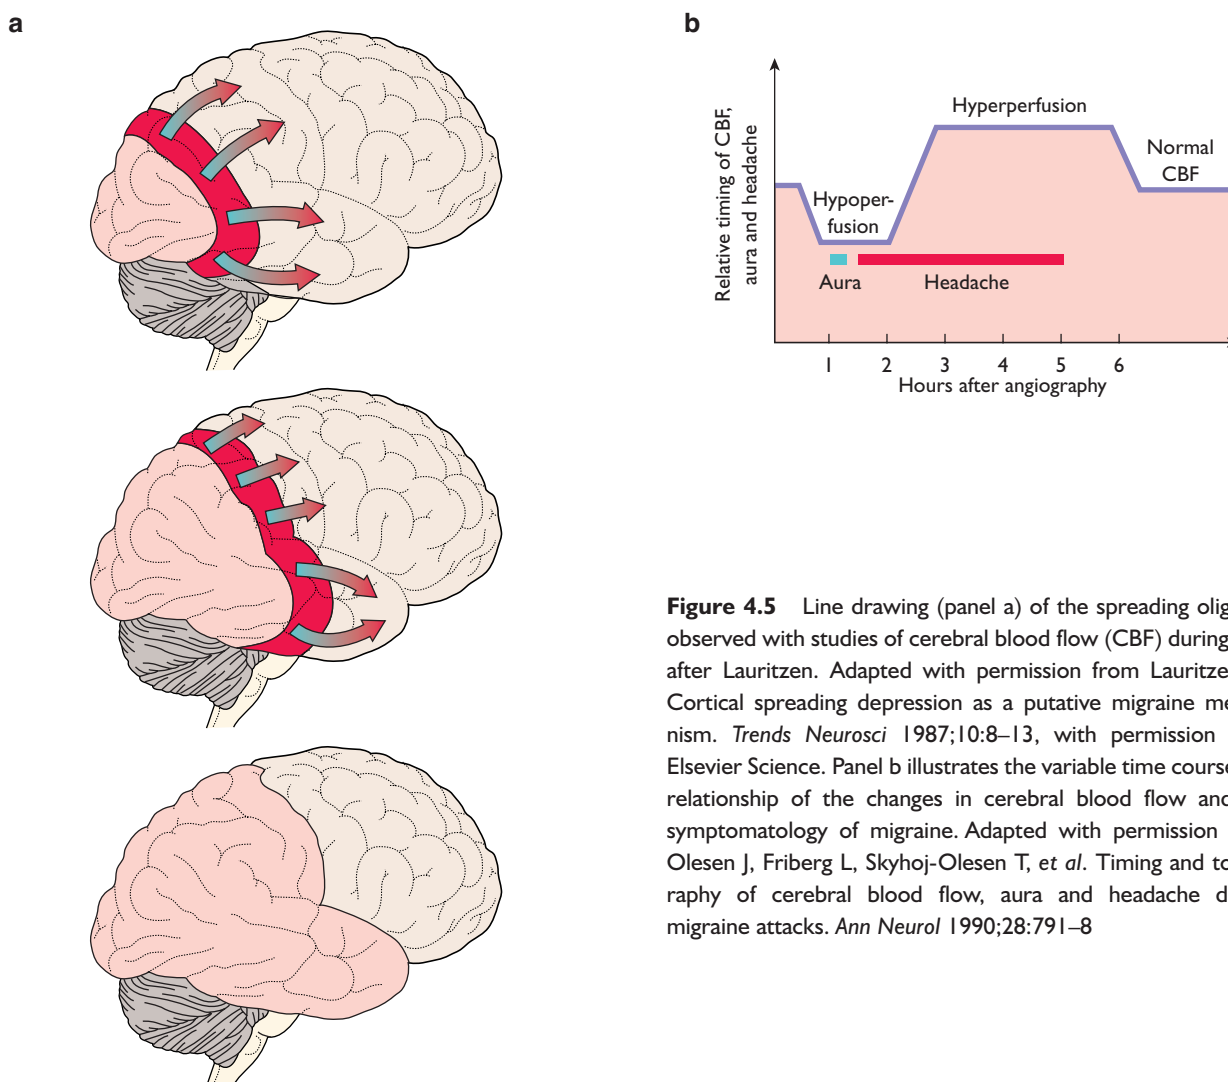 a
b
Relative timing of CBF,
aura and headache
Hyperperfusion
Normal
CBF
Hypoper-
fusion
Aura
Headache
1 2 3 4 5 6
Hours after angiography
Figure 4.5 Line drawing (panel a) of the spreading olig
observed with studies of cerebral blood flow (CBF) during
after Lauritzen. Adapted with permission from Lauritze
Cortical spreading depression as a putative migraine me
nism. Trends Neurosci 1987;10:8–13, with permission
Elsevier Science. Panel b illustrates the variable time course
relationship of the changes in cerebral blood flow and
symptomatology of migraine. Adapted with permission
Olesen J, Friberg L, Skyhoj-Olesen T, et al. Timing and to
raphy of cerebral blood flow, aura and headache d
migraine attacks. Ann Neurol 1990;28:791–8